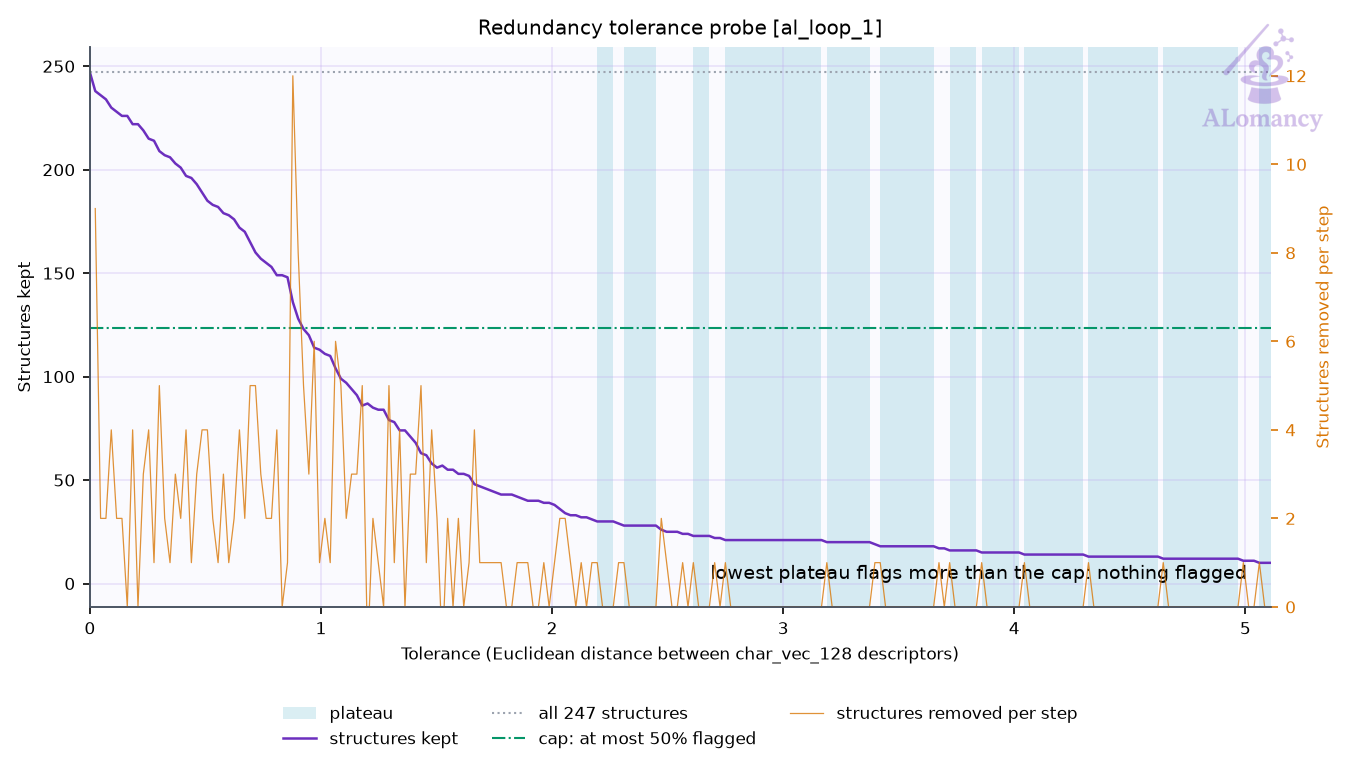 Redundancy tolerance probe [al_loop_1]
ALomancy
Structures kept
250
200
150
100
50
0
12
10
8
6
4
2
0
Structures removed per step
lowest plateau flags more than the cap: nothing flagged
0 1 2 3 4 5
Tolerance (Euclidean distance between char_vec_128 descriptors)
plateau
structures kept
all 247 structures
cap: at most 50% flagged
structures removed per step